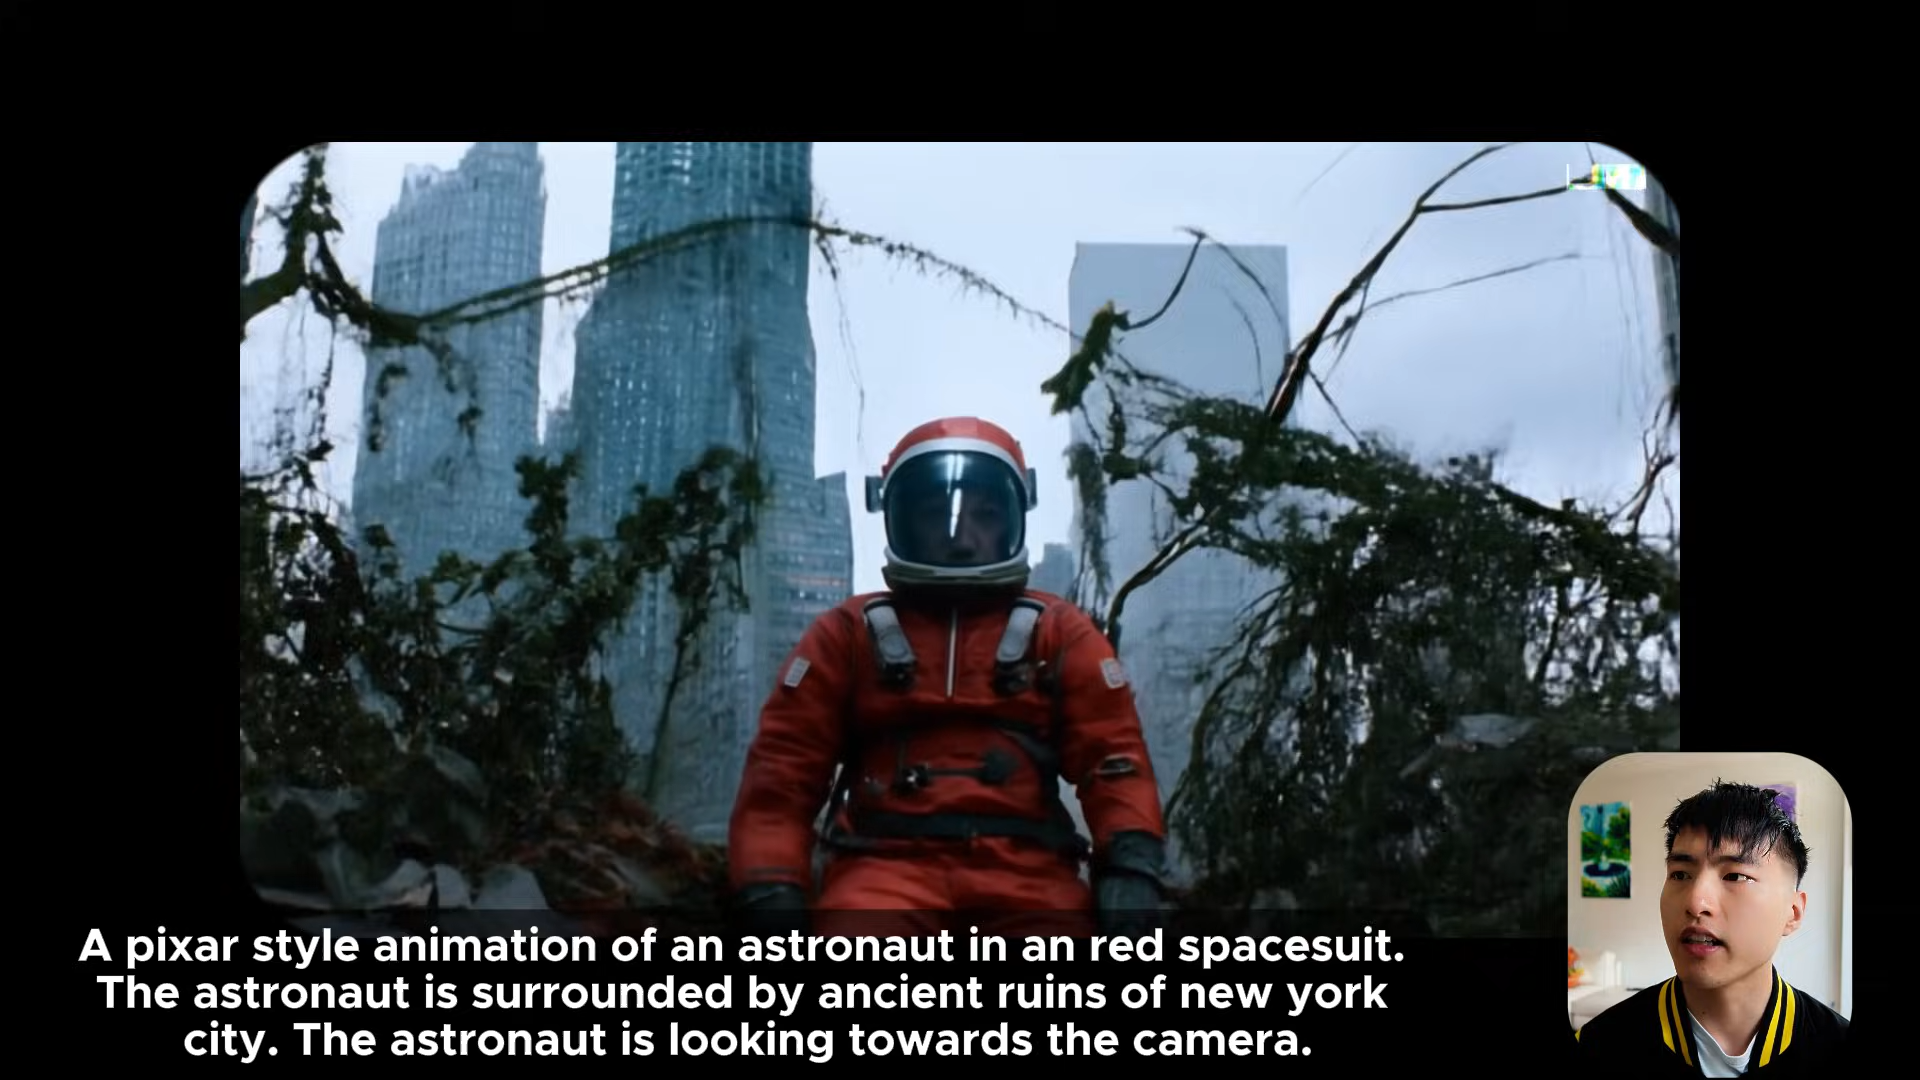 A pixar style animation of an astronaut in an red spacesuit.
The astronaut is surrounded by ancient ruins of new york
city. The astronaut is looking towards the camera.